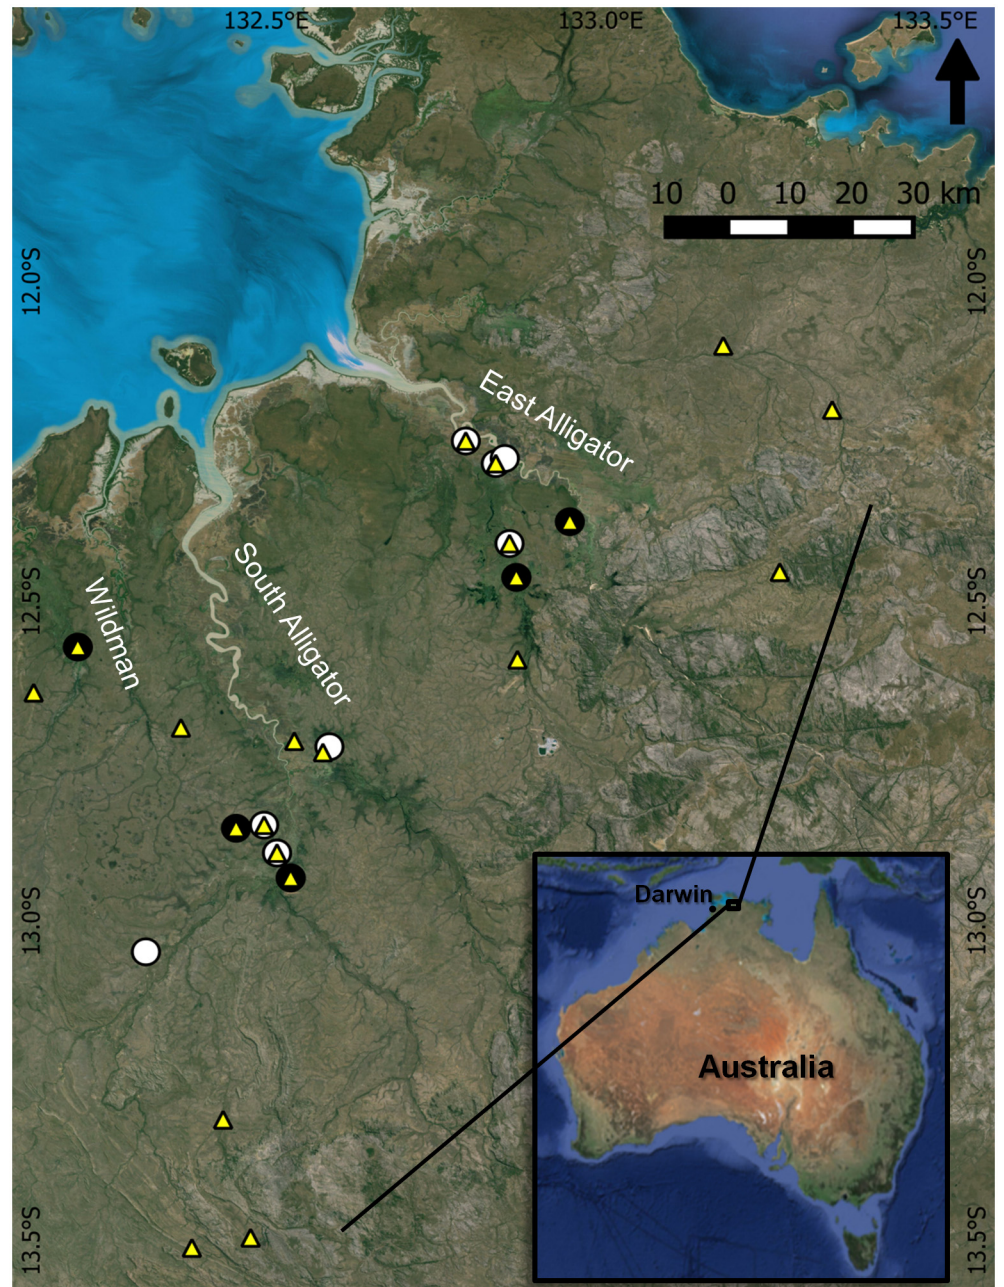 132.5°E 133.0°E 133.5°E
10 0 10 20 30 km
12.0°S 12.0°S
East Alligator
South Alligator
Wildman
12.5°S 12.5°S
13.0°S 13.0°S
Darwin
Australia
13.5°S 13.5°S